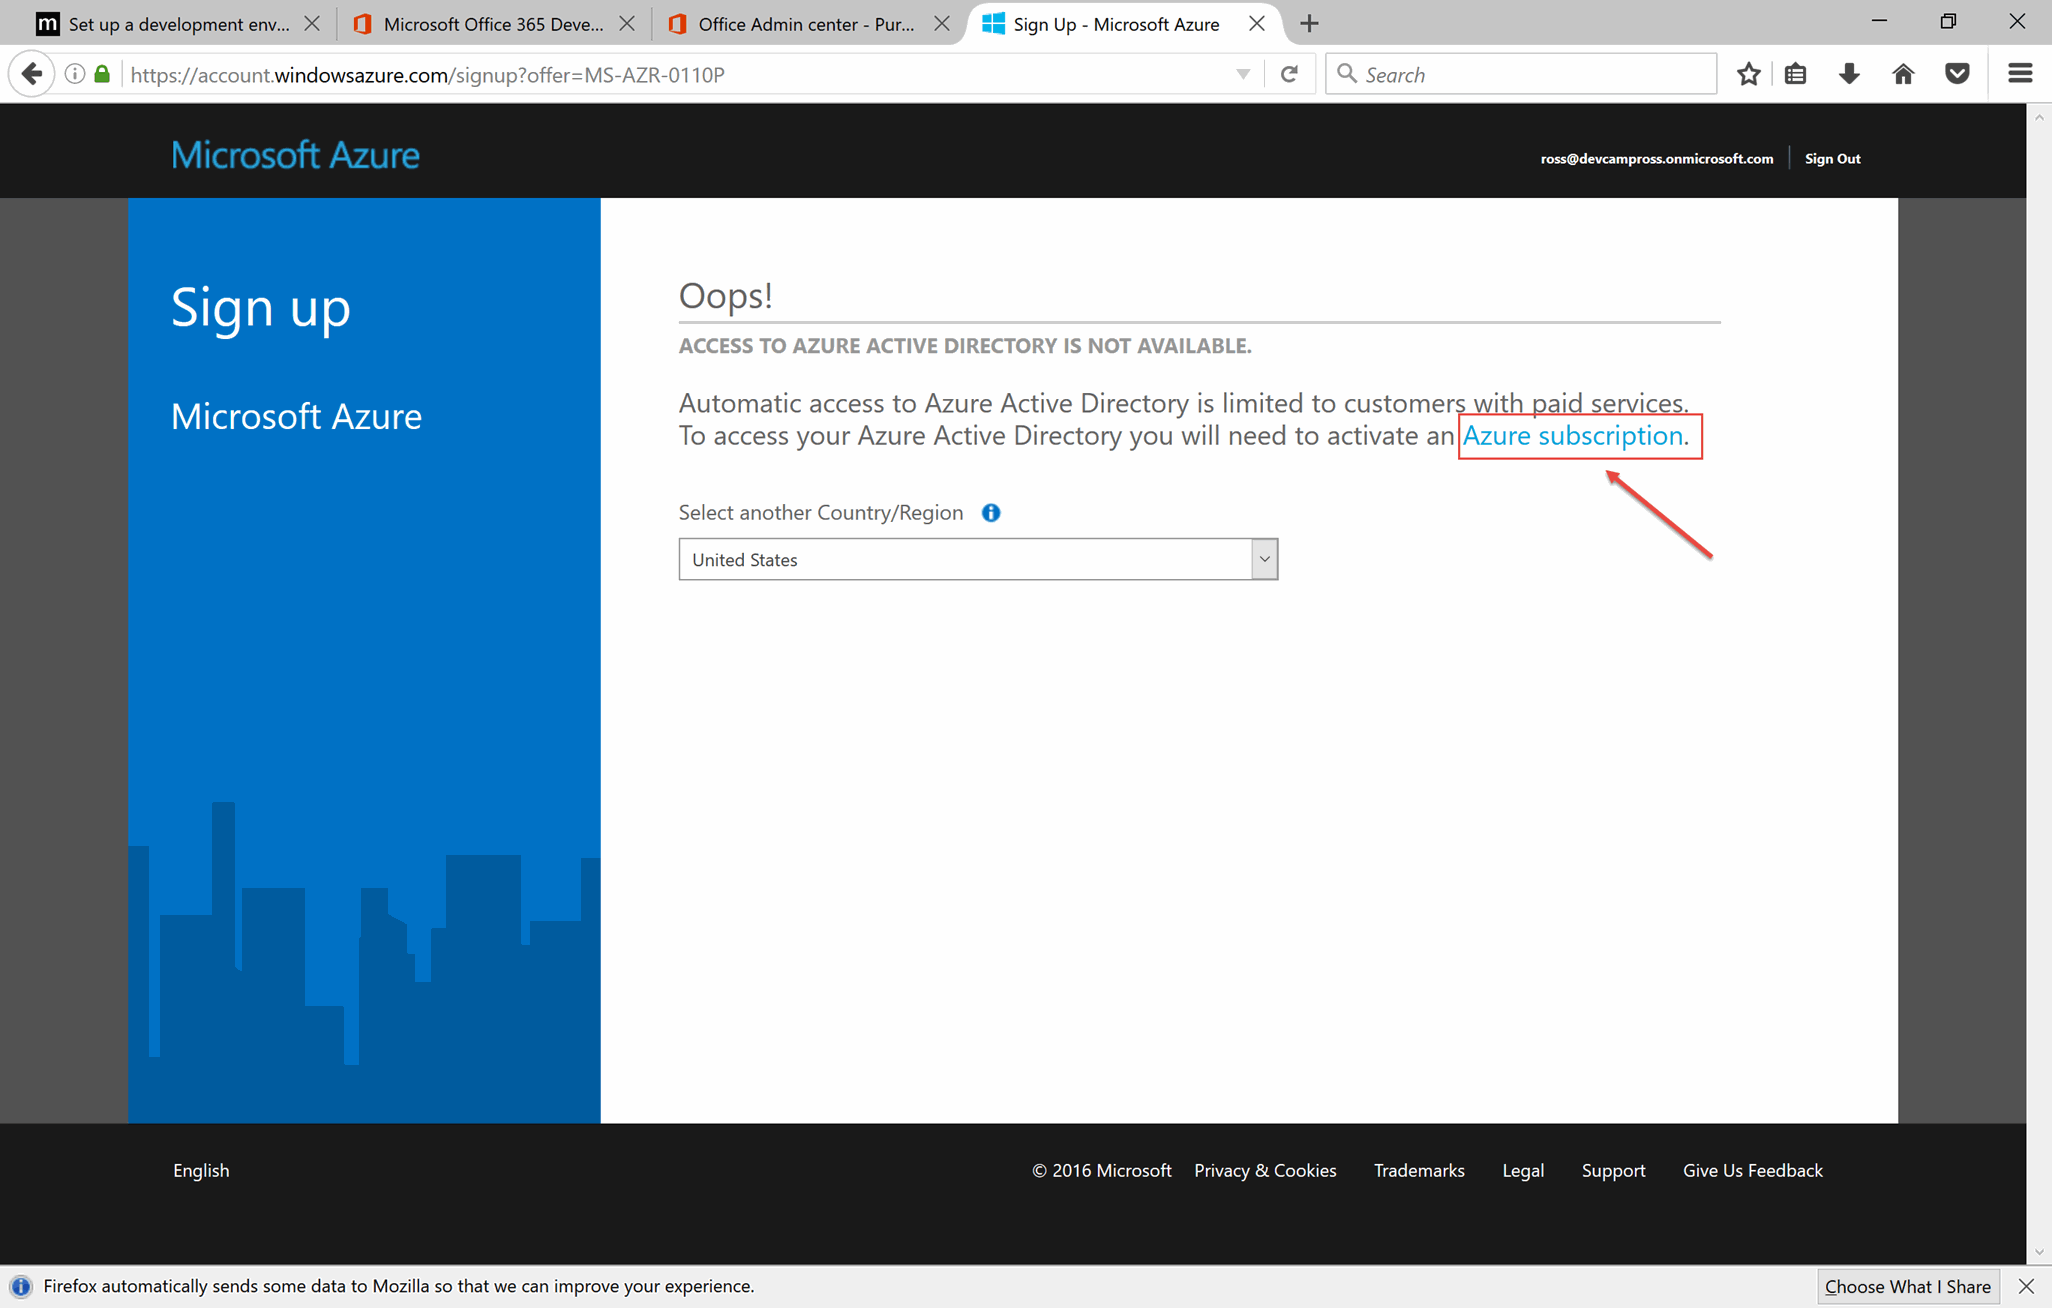 m Set up a development env...
Microsoft Office 365 Deve...
Office Admin center - Pur...
Sign Up - Microsoft Azure
https://account.windowsazure.com/signup?offer=MS-AZR-0110P
Search
Microsoft Azure
ross@devcampross.onmicrosoft.com
Sign Out
Sign up
Microsoft Azure
Oops!
ACCESS TO AZURE ACTIVE DIRECTORY IS NOT AVAILABLE.
Automatic access to Azure Active Directory is limited to customers with paid services.
To access your Azure Active Directory you will need to activate an Azure subscription.
Select another Country/Region
United States
English
© 2016 Microsoft
Privacy & Cookies
Trademarks
Legal
Support
Give Us Feedback
Firefox automatically sends some data to Mozilla so that we can improve your experience.
Choose What I Share